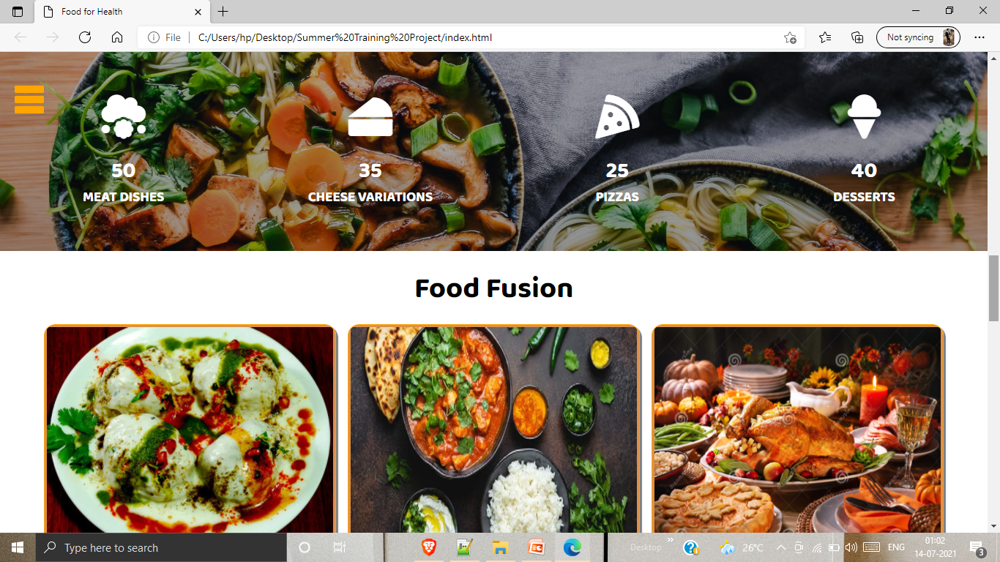 Food for Health
File
C:/Users/hp/Desktop/Summer%20Training%20Project/index.html
Not syncing
50
35
25
40
MEAT DISHES
CHEESE VARIATIONS
PIZZAS
DESSERTS
Food Fusion
Type here to search
Desktop
26°C
ENG
01:02
14-07-2021
3